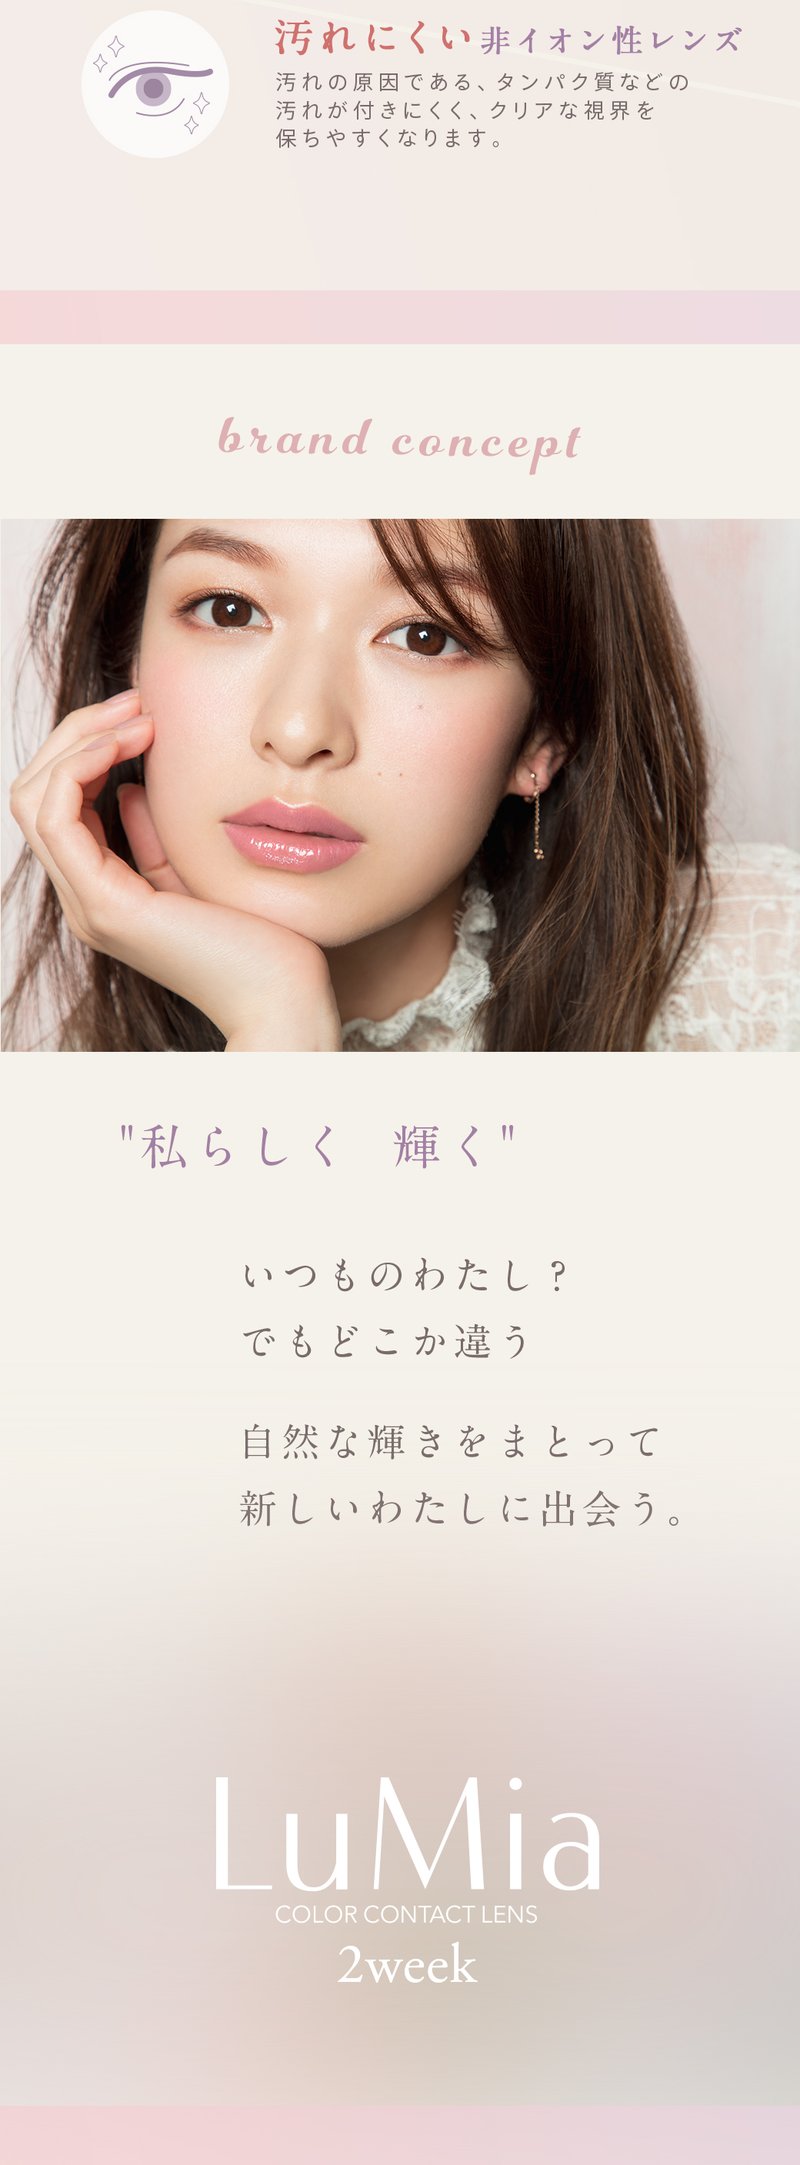 汚れにくい非イオン性レンズ
汚れの原因である、タンパク質などの
汚れが付きにくく、クリアな視界を
保ちやすくなります。
brand concept
"私らしく 輝く"
いつものわたし？
でもどこか違う
自然な輝きをまとって
新しいわたしに出会う。
LuMia
COLOR CONTACT LENS
2week